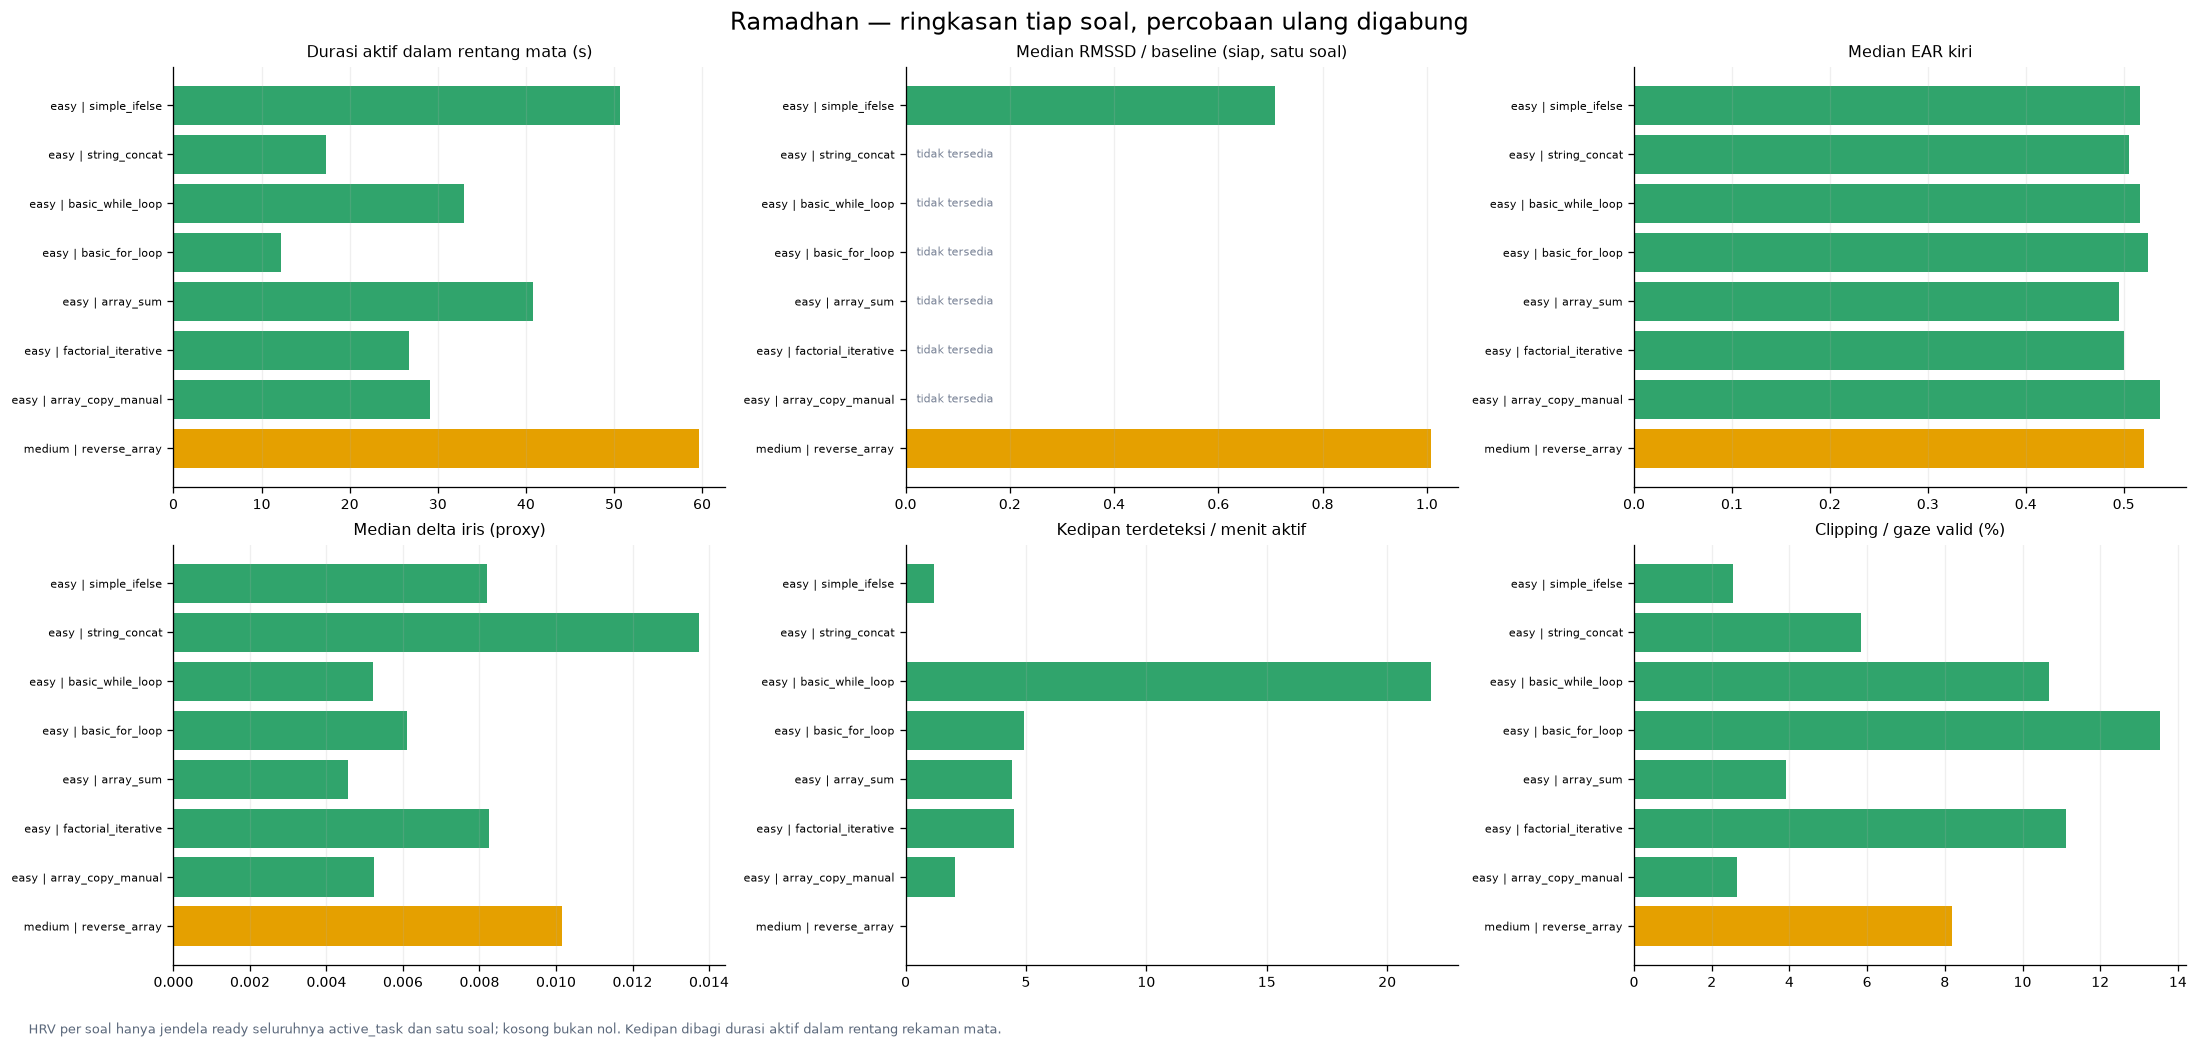 Ramadhan — ringkasan tiap soal, percobaan ulang digabung
Durasi aktif dalam rentang mata (s)
easy | simple_ifelse
easy | string_concat
easy | basic_while_loop
easy | basic_for_loop
easy | array_sum
easy | factorial_iterative
easy | array_copy_manual
medium | reverse_array
0 10 20 30 40 50 60
Median RMSSD / baseline (siap, satu soal)
easy | simple_ifelse
easy | string_concat tidak tersedia
easy | basic_while_loop tidak tersedia
easy | basic_for_loop tidak tersedia
easy | array_sum tidak tersedia
easy | factorial_iterative tidak tersedia
easy | array_copy_manual tidak tersedia
medium | reverse_array
0.0 0.2 0.4 0.6 0.8 1.0
Median EAR kiri
easy | simple_ifelse
easy | string_concat
easy | basic_while_loop
easy | basic_for_loop
easy | array_sum
easy | factorial_iterative
easy | array_copy_manual
medium | reverse_array
0.0 0.1 0.2 0.3 0.4 0.5
Median delta iris (proxy)
easy | simple_ifelse
easy | string_concat
easy | basic_while_loop
easy | basic_for_loop
easy | array_sum
easy | factorial_iterative
easy | array_copy_manual
medium | reverse_array
0.000 0.002 0.004 0.006 0.008 0.010 0.012 0.014
Kedipan terdeteksi / menit aktif
easy | simple_ifelse
easy | string_concat
easy | basic_while_loop
easy | basic_for_loop
easy | array_sum
easy | factorial_iterative
easy | array_copy_manual
medium | reverse_array
0 5 10 15 20
Clipping / gaze valid (%)
easy | simple_ifelse
easy | string_concat
easy | basic_while_loop
easy | basic_for_loop
easy | array_sum
easy | factorial_iterative
easy | array_copy_manual
medium | reverse_array
0 2 4 6 8 10 12 14
HRV per soal hanya jendela ready seluruhnya active_task dan satu soal; kosong bukan nol. Kedipan dibagi durasi aktif dalam rentang rekaman mata.